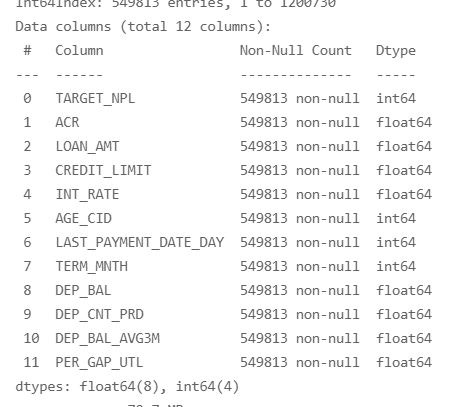 Int64Index: 549813 entries, 1 to 1200730
Data columns (total 12 columns):
 #   Column                 Non-Null Count   Dtype
---  ------                 --------------   -----
 0   TARGET_NPL             549813 non-null  int64
 1   ACR                    549813 non-null  float64
 2   LOAN_AMT               549813 non-null  float64
 3   CREDIT_LIMIT           549813 non-null  float64
 4   INT_RATE               549813 non-null  float64
 5   AGE_CID                549813 non-null  int64
 6   LAST_PAYMENT_DATE_DAY  549813 non-null  int64
 7   TERM_MNTH              549813 non-null  int64
 8   DEP_BAL                549813 non-null  float64
 9   DEP_CNT_PRD            549813 non-null  float64
 10  DEP_BAL_AVG3M          549813 non-null  float64
 11  PER_GAP_UTL            549813 non-null  float64
dtypes: float64(8), int64(4)